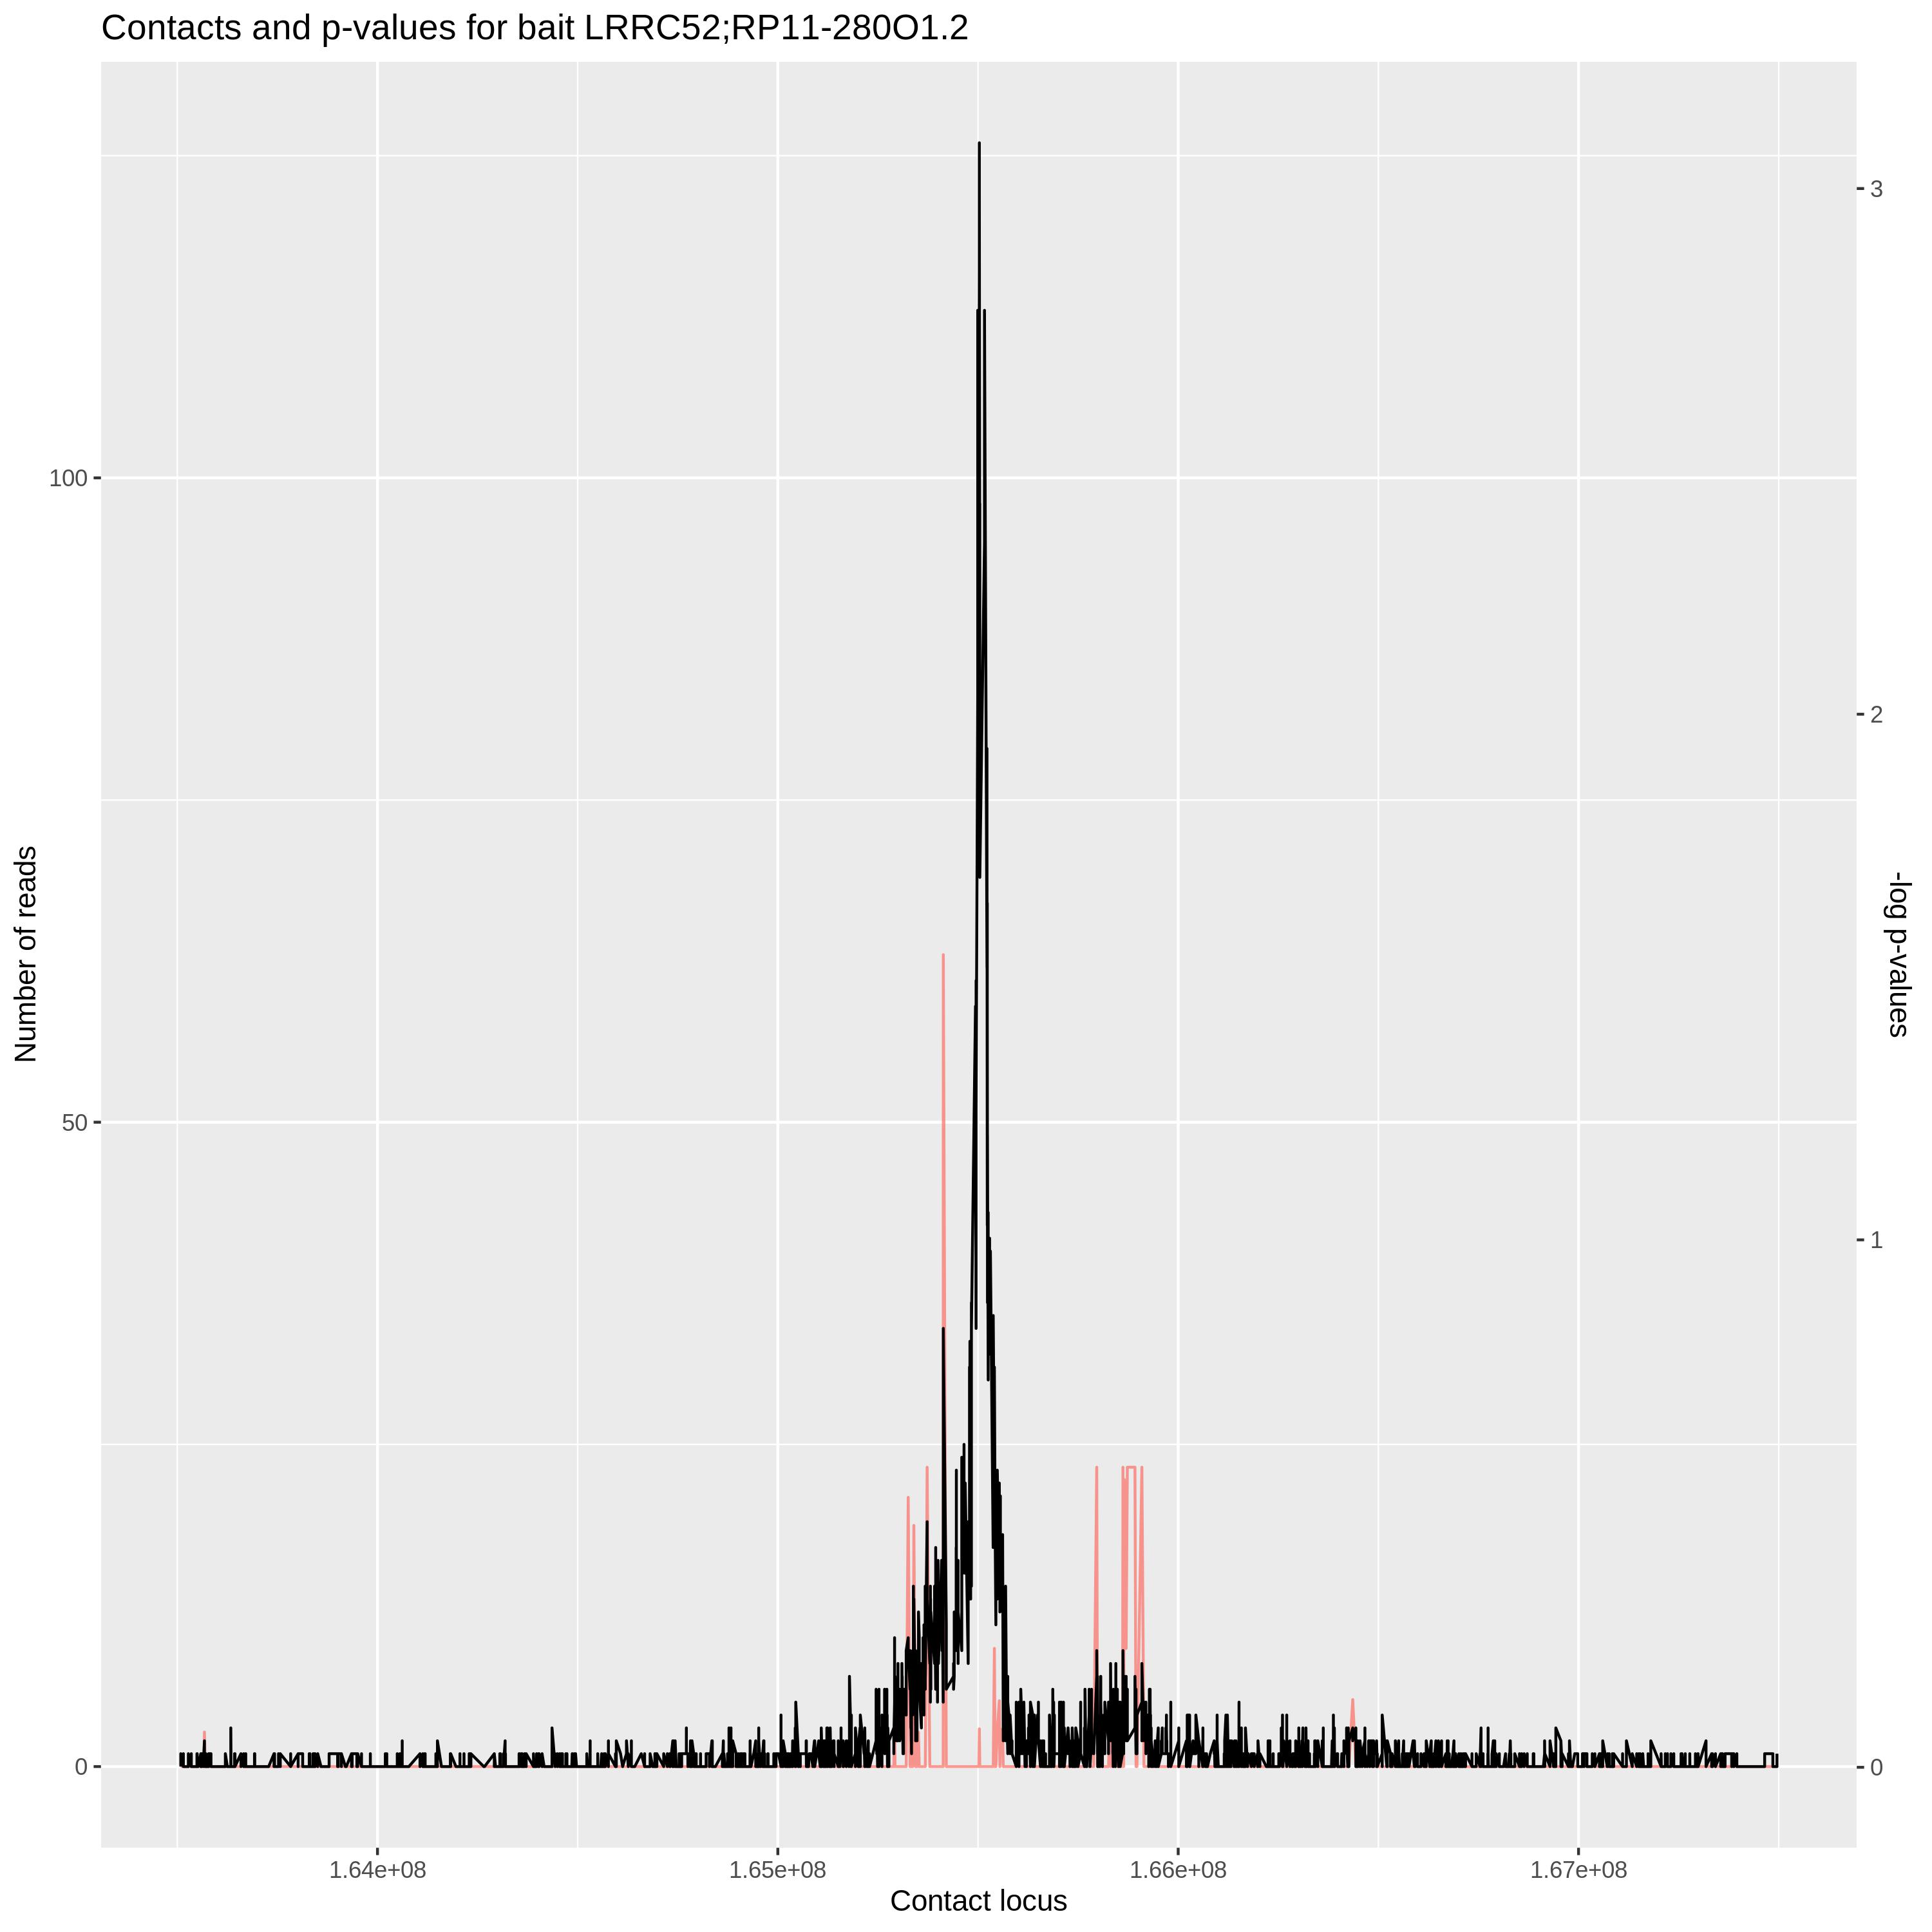 Contacts and p-values for bait LRRC52;RP11-280O1.2
3
100
2
Number of reads
-log p-values
1
50
0
0
1.64e+08
1.65e+08
1.66e+08
1.67e+08
Contact locus